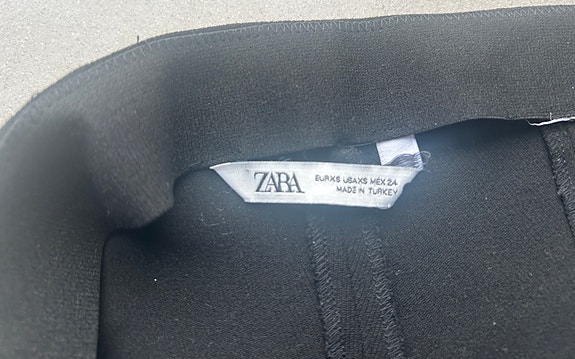 ZARA
EUR XS USA XS MEX 24
MADE IN TURKEY